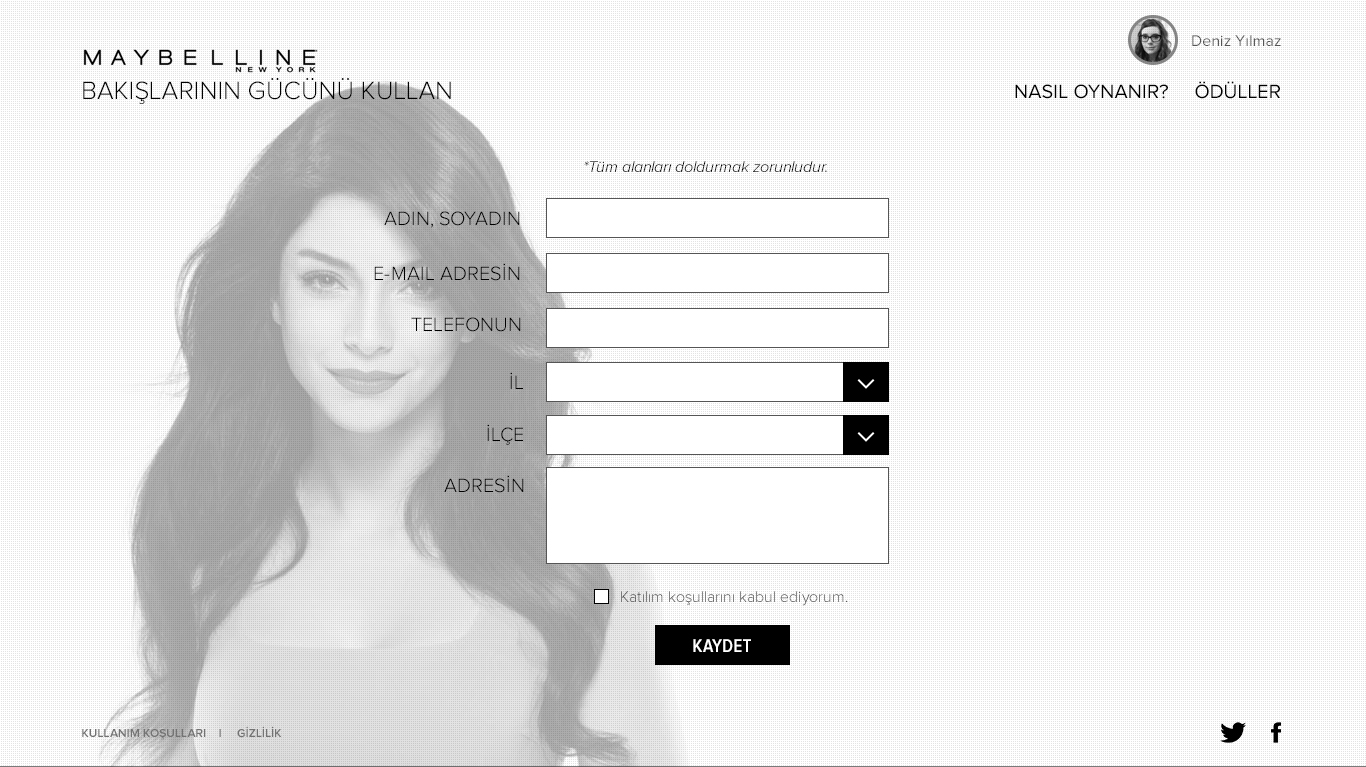 Deniz Yılmaz
MAYBELLINE
NEW YORK
BAKIŞLARININ GÜCÜNÜ KULLAN
NASIL OYNANIR? ÖDÜLLER
*Tüm alanları doldurmak zorunludur.
ADIN, SOYADIN
E-MAIL ADRESİN
TELEFONUN
İL
İLÇE
ADRESİN
Katılım koşullarını kabul ediyorum.
KAYDET
KULLANIM KOŞULLARI | GİZLİLİK